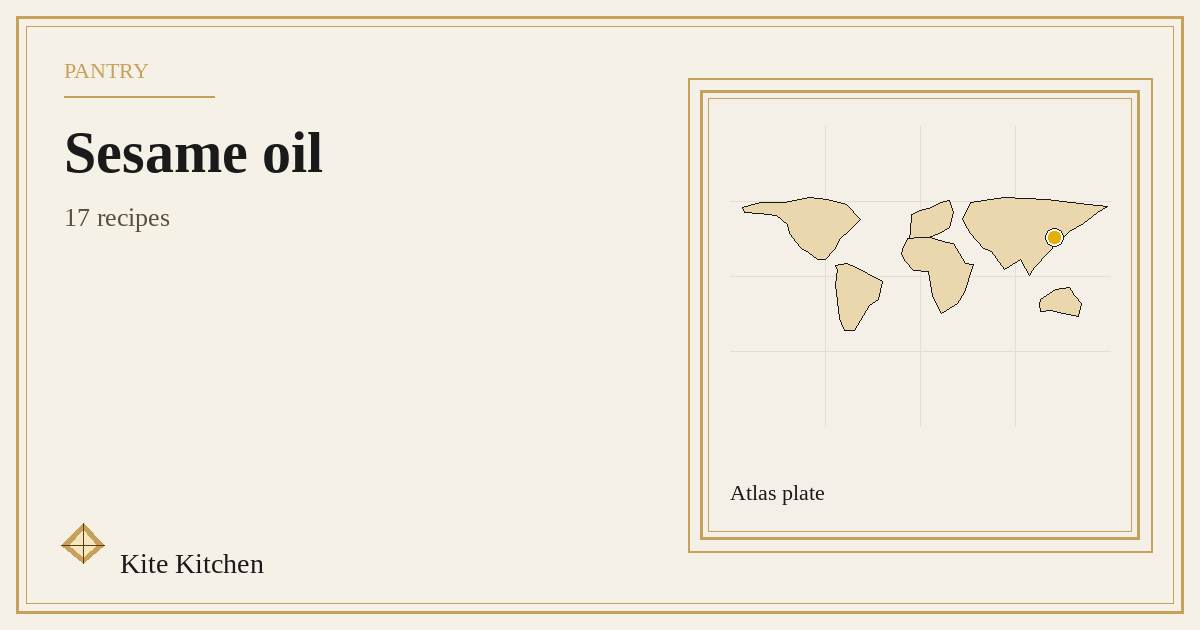 PANTRY
Sesame oil
17 recipes
Atlas plate
Kite Kitchen